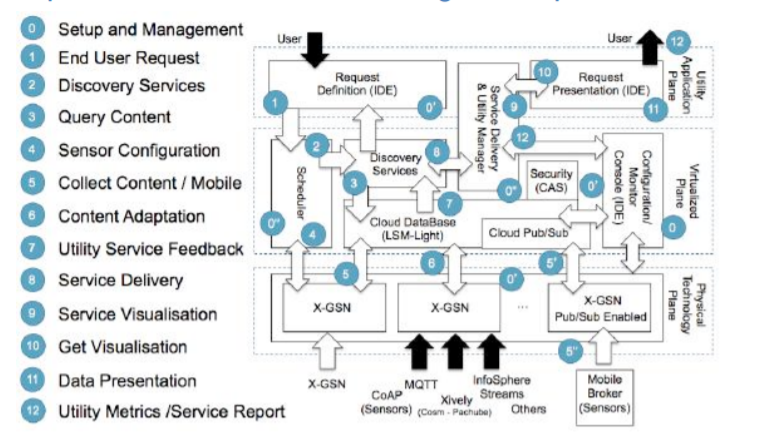 0 Setup and Management
1 End User Request
2 Discovery Services
3 Query Content
4 Sensor Configuration
5 Collect Content / Mobile
6 Content Adaptation
7 Utility Service Feedback
8 Service Delivery
9 Service Visualisation
10 Get Visualisation
11 Data Presentation
12 Utility Metrics /Service Report
User
User
12
Request
Definition (IDE)
0'
1
Service Delivery
& Utility Manager
10
9
Request
Presentation (IDE)
11
Utility
Application
Plane
Scheduler
0"
4
2
Discovery
Services
3
8
7
Cloud DataBase
(LSM-Light)
12
0"
Security
(CAS)
0'
Cloud Pub/Sub
Configuration/
Monitor
Console (IDE)
0
Virtualized
Plane
5
6
0'
5'
X-GSN
X-GSN
...
X-GSN
Pub/Sub Enabled
Physical
Technology
Plane
5"
X-GSN
CoAP
(Sensors)
MQTT
Xively
(Cosm - Pachube)
InfoSphere
Streams
Others
Mobile
Broker
(Sensors)